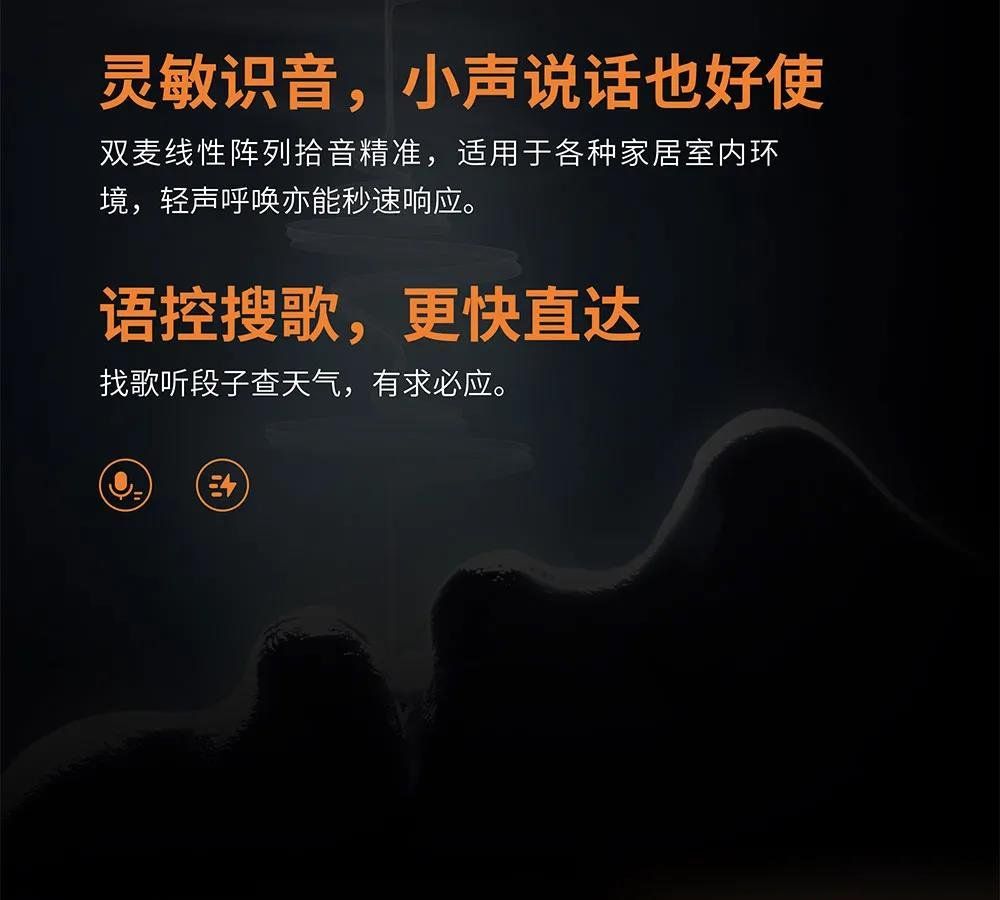 灵敏识音，小声说话也好使
双麦线性阵列拾音精准，适用于各种家居室内环
境，轻声呼唤亦能秒速响应。
语控搜歌，更快直达
找歌听段子查天气，有求必应。